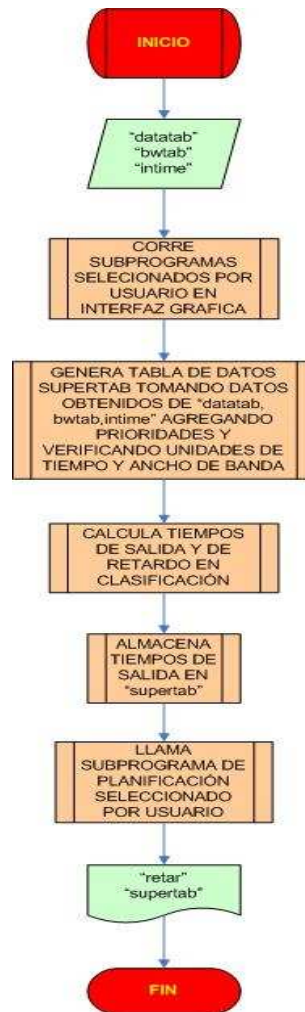 INICIO
“datatab”
“bwtab”
“intime”
CORRE
SUBPROGRAMAS
SELECIONADOS POR
USUARIO EN
INTERFAZ GRAFICA
GENERA TABLA DE DATOS
SUPERTAB TOMANDO DATOS
OBTENIDOS DE “datatab,
bwtab,intime” AGREGANDO
PRIORIDADES Y
VERIFICANDO UNIDADES DE
TIEMPO Y ANCHO DE BANDA
CALCULA TIEMPOS
DE SALIDA Y DE
RETARDO EN
CLASIFICACIÓN
ALMACENA
TIEMPOS DE
SALIDA EN
“supertab”
LLAMA
SUBPROGRAMA DE
PLANIFICACIÓN
SELECCIONADO
POR USUARIO
“retar”
“supertab”
FIN